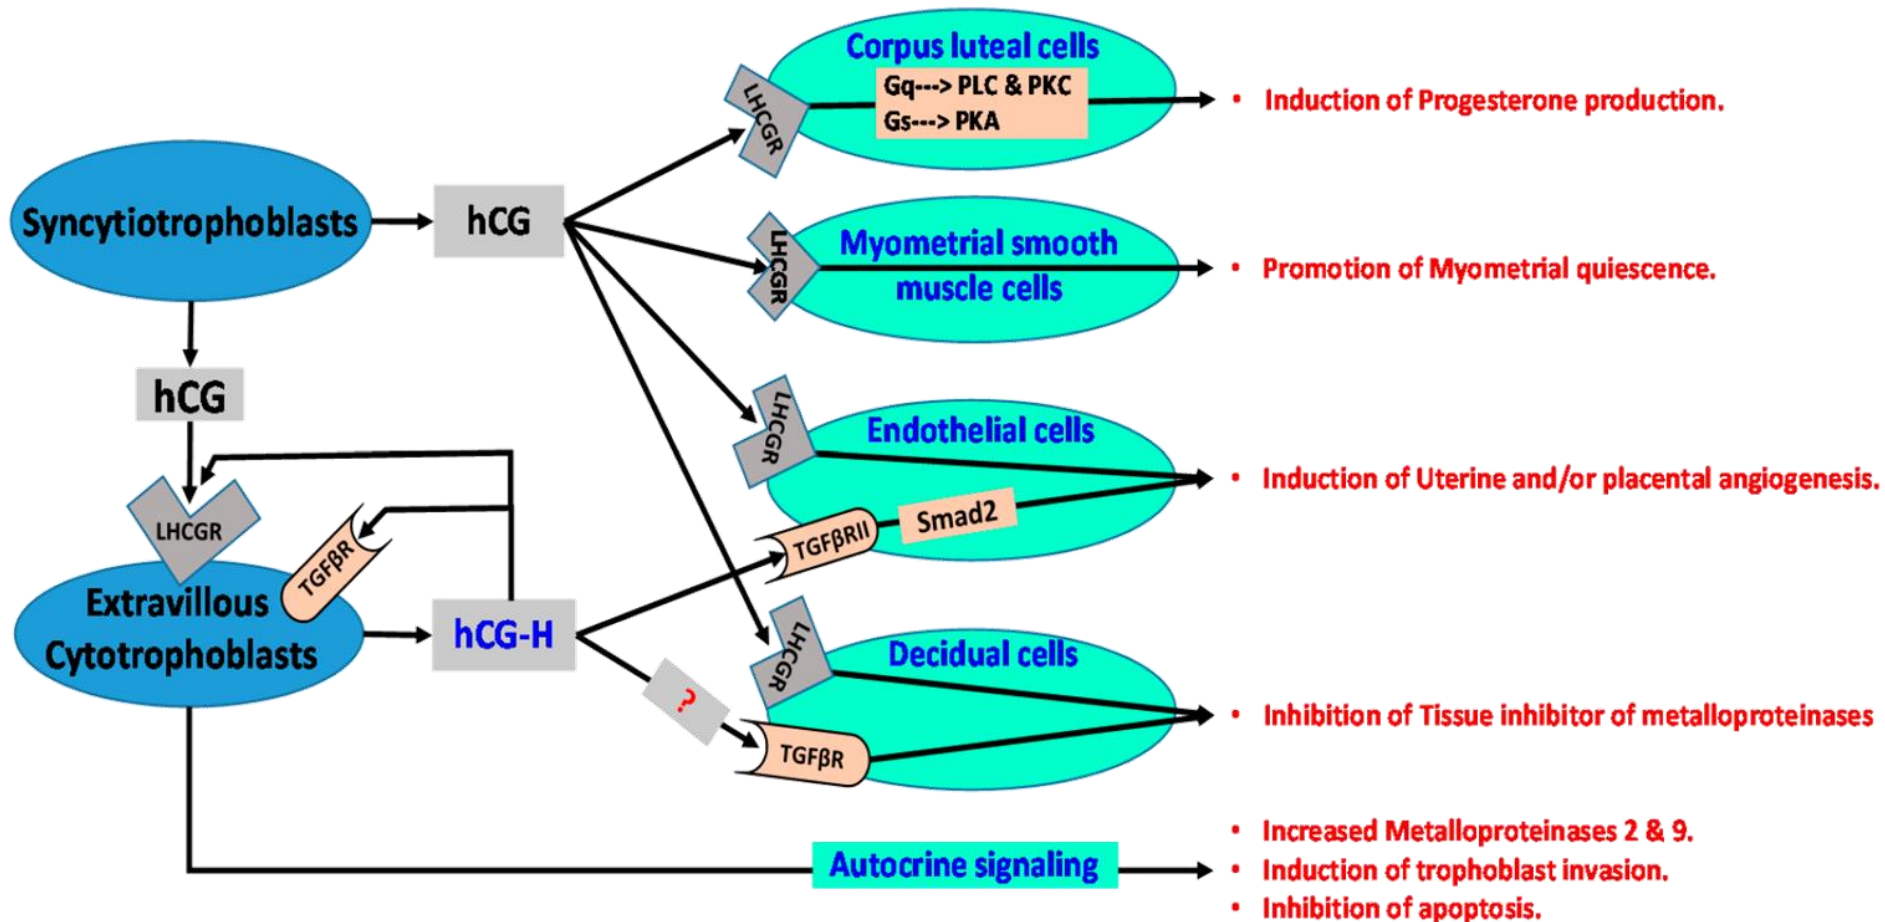 Corpus luteal cells
LHCGR
Gq---> PLC & PKC
Gs---> PKA
• Induction of Progesterone production.
Syncytiotrophoblasts
hCG
LHCGR
Myometrial smooth
muscle cells
• Promotion of Myometrial quiescence.
hCG
LHCGR
Endothelial cells
• Induction of Uterine and/or placental angiogenesis.
TGFβRII
Smad2
LHCGR
TGFβR
Extravillous
Cytotrophoblasts
hCG-H
?
LHCGR
Decidual cells
TGFβR
• Inhibition of Tissue inhibitor of metalloproteinases
Autocrine signaling
• Increased Metalloproteinases 2 & 9.
• Induction of trophoblast invasion.
• Inhibition of apoptosis.